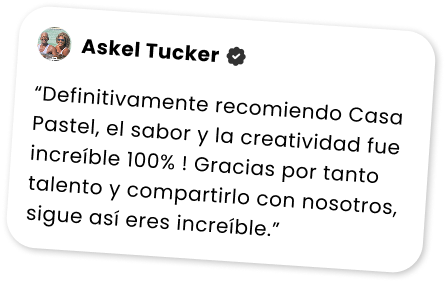 Askel Tucker
“Definitivamente recomiendo Casa
Pastel, el sabor y la creatividad fue
increíble 100% ! Gracias por tanto
talento y compartirlo con nosotros,
sigue así eres increíble.”